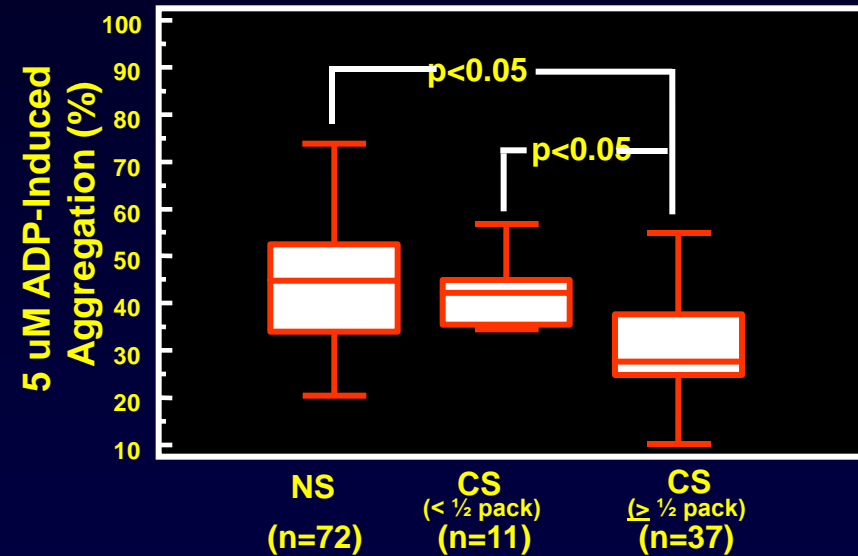 5 uM ADP-Induced
Aggregation (%)
100
90
80
70
60
50
40
30
20
10
p<0.05
p<0.05
NS
(n=72)
CS
(< ½ pack)
(n=11)
CS
(≥ ½ pack)
(n=37)